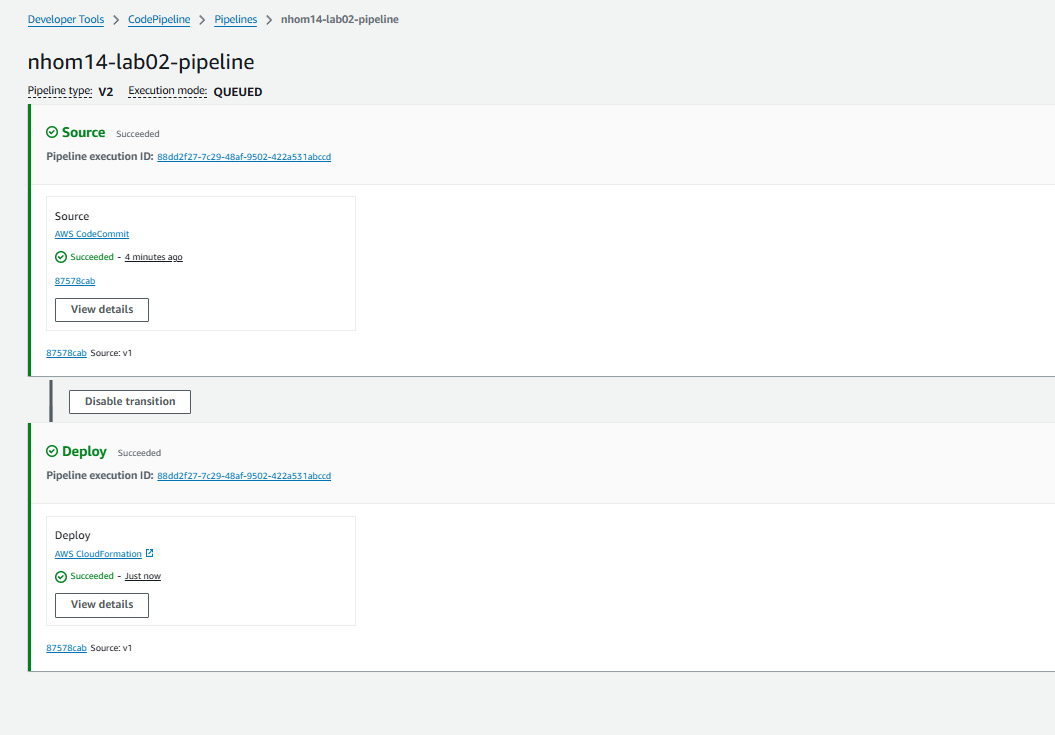 Developer Tools > CodePipeline > Pipelines > nhom14-lab02-pipeline
nhom14-lab02-pipeline
Pipeline type: V2 Execution mode: QUEUED
Source Succeeded
Pipeline execution ID: 88dd2f27-7c29-48af-9502-422a531abccd
Source
AWS CodeCommit
Succeeded - 4 minutes ago
87578cab
View details
87578cab Source: v1
Disable transition
Deploy Succeeded
Pipeline execution ID: 88dd2f27-7c29-48af-9502-422a531abccd
Deploy
AWS CloudFormation
Succeeded - Just now
View details
87578cab Source: v1